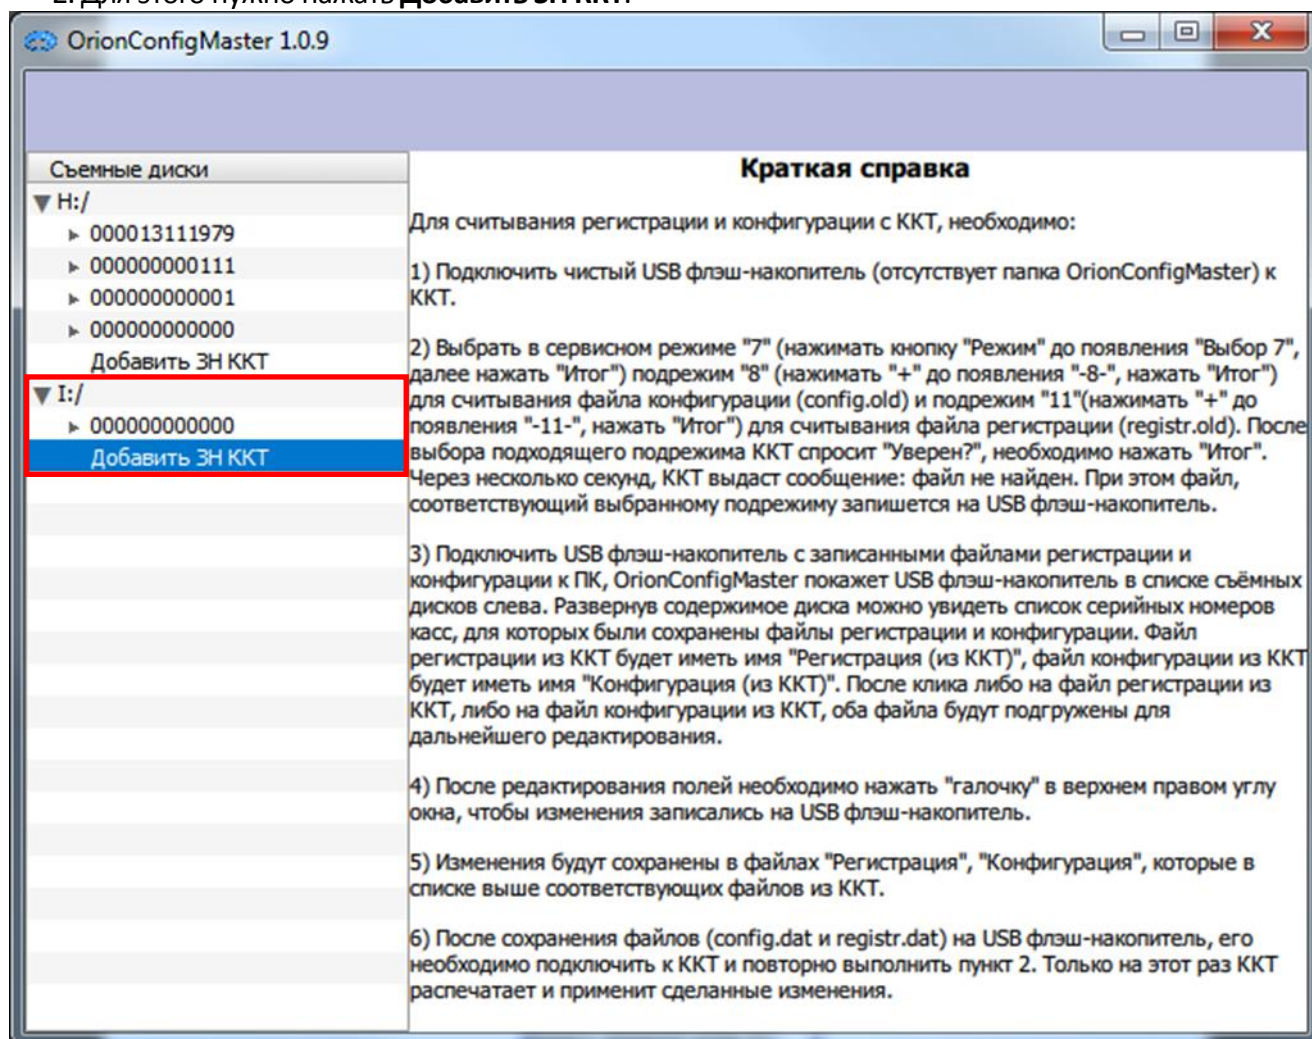 2. Для этого нужно нажать Добавить ЗН ККТ.
OrionConfigMaster 1.0.9
Съемные диски
H:/
000013111979
000000000111
000000000001
000000000000
Добавить ЗН ККТ
I:/
000000000000
Добавить ЗН ККТ
Краткая справка
Для считывания регистрации и конфигурации с ККТ, необходимо:
1) Подключить чистый USB флэш-накопитель (отсутствует папка OrionConfigMaster) к
ККТ.
2) Выбрать в сервисном режиме "7" (нажимать кнопку "Режим" до появления "Выбор 7",
далее нажать "Итог") подрежим "8" (нажимать "+" до появления "-8-", нажать "Итог")
для считывания файла конфигурации (config.old) и подрежим "11"(нажимать "+" до
появления "-11-", нажать "Итог") для считывания файла регистрации (registr.old). После
выбора подходящего подрежима ККТ спросит "Уверен?", необходимо нажать "Итог".
Через несколько секунд, ККТ выдаст сообщение: файл не найден. При этом файл,
соответствующий выбранному подрежиму запишется на USB флэш-накопитель.
3) Подключить USB флэш-накопитель с записанными файлами регистрации и
конфигурации к ПК, OrionConfigMaster покажет USB флэш-накопитель в списке съёмных
дисков слева. Развернув содержимое диска можно увидеть список серийных номеров
касс, для которых были сохранены файлы регистрации и конфигурации. Файл
регистрации из ККТ будет иметь имя "Регистрация (из ККТ)", файл конфигурации из ККТ
будет иметь имя "Конфигурация (из ККТ)". После клика либо на файл регистрации из
ККТ, либо на файл конфигурации из ККТ, оба файла будут подгружены для
дальнейшего редактирования.
4) После редактирования полей необходимо нажать "галочку" в верхнем правом углу
окна, чтобы изменения записались на USB флэш-накопитель.
5) Изменения будут сохранены в файлах "Регистрация", "Конфигурация", которые в
списке выше соответствующих файлов из ККТ.
6) После сохранения файлов (config.dat и registr.dat) на USB флэш-накопитель, его
необходимо подключить к ККТ и повторно выполнить пункт 2. Только на этот раз ККТ
распечатает и применит сделанные изменения.